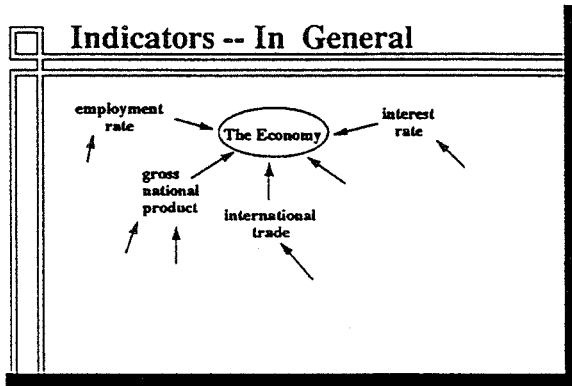 Indicators -- In General
employment
rate
The Economy
interest
rate
gross
national
product
international
trade